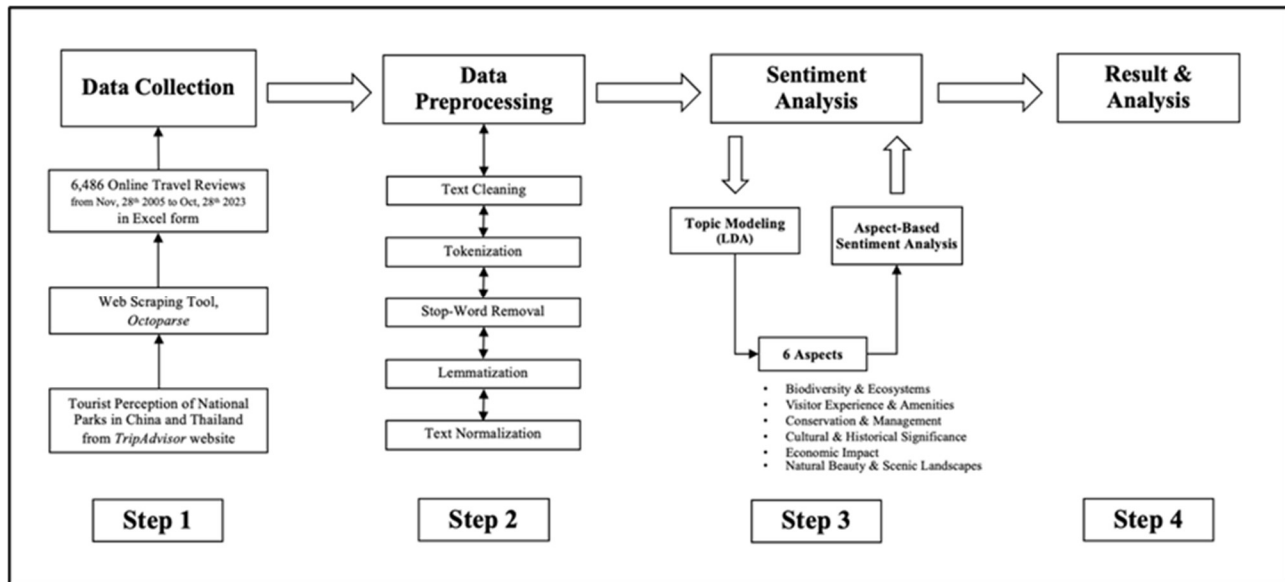 Data Collection
6,486 Online Travel Reviews
from Nov, 28th 2005 to Oct, 28th 2023
in Excel form
Web Scraping Tool,
Octoparse
Tourist Perception of National
Parks in China and Thailand
from TripAdvisor website
Step 1
Data
Preprocessing
Text Cleaning
Tokenization
Stop-Word Removal
Lemmatization
Text Normalization
Step 2
Sentiment
Analysis
Topic Modeling
(LDA)
Aspect-Based
Sentiment Analysis
6 Aspects
• Biodiversity & Ecosystems
• Visitor Experience & Amenities
• Conservation & Management
• Cultural & Historical Significance
• Economic Impact
• Natural Beauty & Scenic Landscapes
Step 3
Result &
Analysis
Step 4